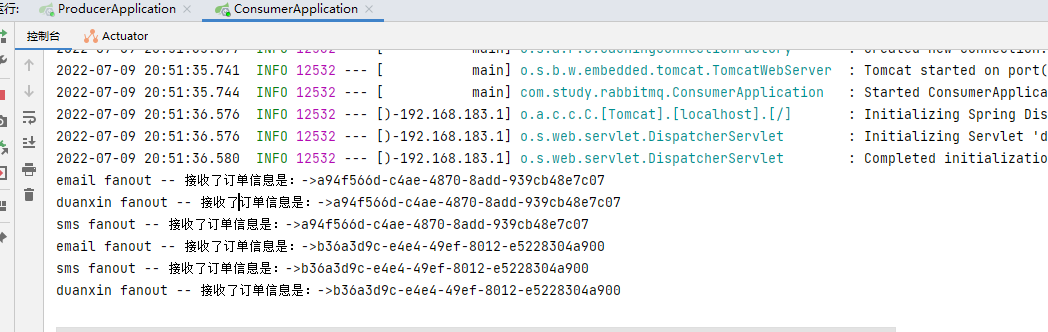 运行: ProducerApplication × ConsumerApplication ×
控制台 Actuator
INFO 12532 --- [ main]
2022-07-09 20:51:35.741 INFO 12532 --- [ main] o.s.b.w.embedded.tomcat.TomcatWebServer : Tomcat started on port(
2022-07-09 20:51:35.744 INFO 12532 --- [ main] com.study.rabbitmq.ConsumerApplication : Started ConsumerApplica
2022-07-09 20:51:36.576 INFO 12532 --- [)-192.168.183.1] o.a.c.c.C.[Tomcat].[localhost].[/] : Initializing Spring Dis
2022-07-09 20:51:36.576 INFO 12532 --- [)-192.168.183.1] o.s.web.servlet.DispatcherServlet : Initializing Servlet 'd
2022-07-09 20:51:36.580 INFO 12532 --- [)-192.168.183.1] o.s.web.servlet.DispatcherServlet : Completed initializatio
email fanout -- 接收了订单信息是：->a94f566d-c4ae-4870-8add-939cb48e7c07
duanxin fanout -- 接收了订单信息是：->a94f566d-c4ae-4870-8add-939cb48e7c07
sms fanout -- 接收了订单信息是：->a94f566d-c4ae-4870-8add-939cb48e7c07
email fanout -- 接收了订单信息是：->b36a3d9c-e4e4-49ef-8012-e5228304a900
sms fanout -- 接收了订单信息是：->b36a3d9c-e4e4-49ef-8012-e5228304a900
duanxin fanout -- 接收了订单信息是：->b36a3d9c-e4e4-49ef-8012-e5228304a900